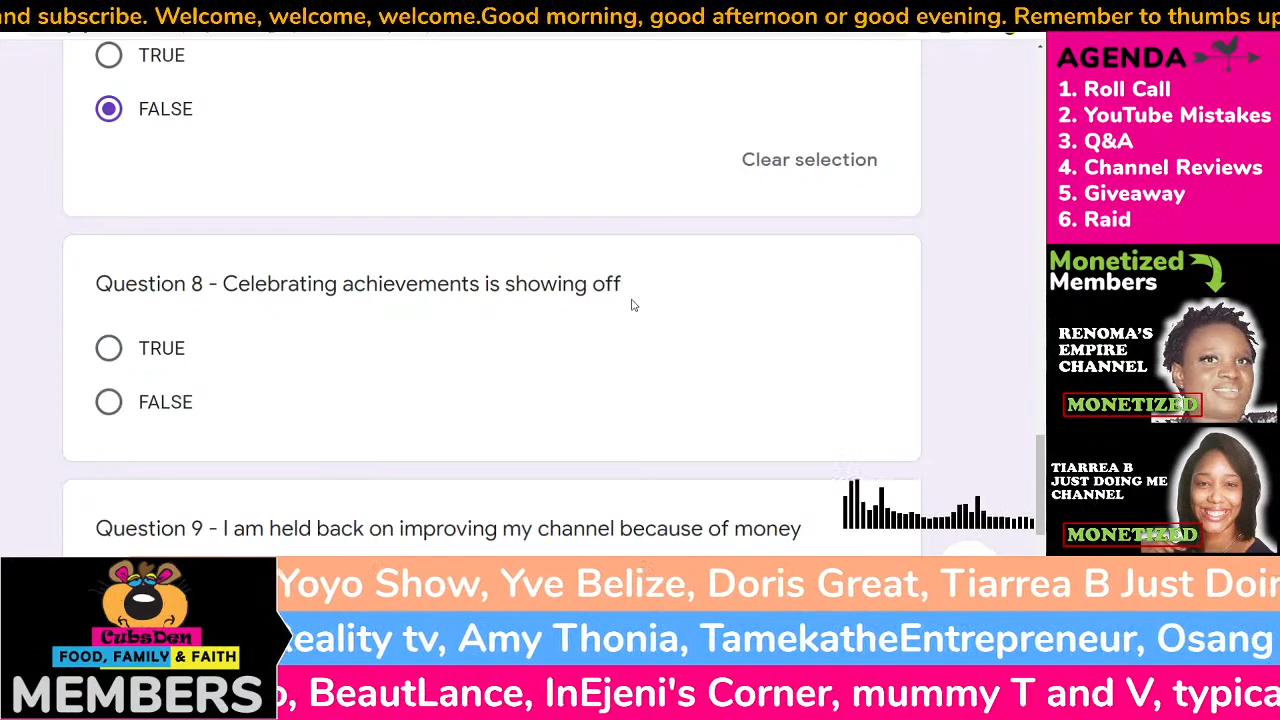 and subscribe. Welcome, welcome, welcome.Good morning, good afternoon or good evening. Remember to thumbs up
TRUE
FALSE
Clear selection
Question 8 - Celebrating achievements is showing off
TRUE
FALSE
Question 9 - I am held back on improving my channel because of money
AGENDA
1. Roll Call
2. YouTube Mistakes
3. Q&A
4. Channel Reviews
5. Giveaway
6. Raid
Monetized
Members
RENOMA'S
EMPIRE
CHANNEL
MONETIZED
TIARREA B
JUST DOING ME
CHANNEL
MONETIZED
CubsDen
FOOD, FAMILY & FAITH
MEMBERS
Yoyo Show, Yve Belize, Doris Great, Tiarrea B Just Doin
eality tv, Amy Thonia, TamekatheEntrepreneur, Osang
o, BeautLance, InEjeni's Corner, mummy T and V, typica